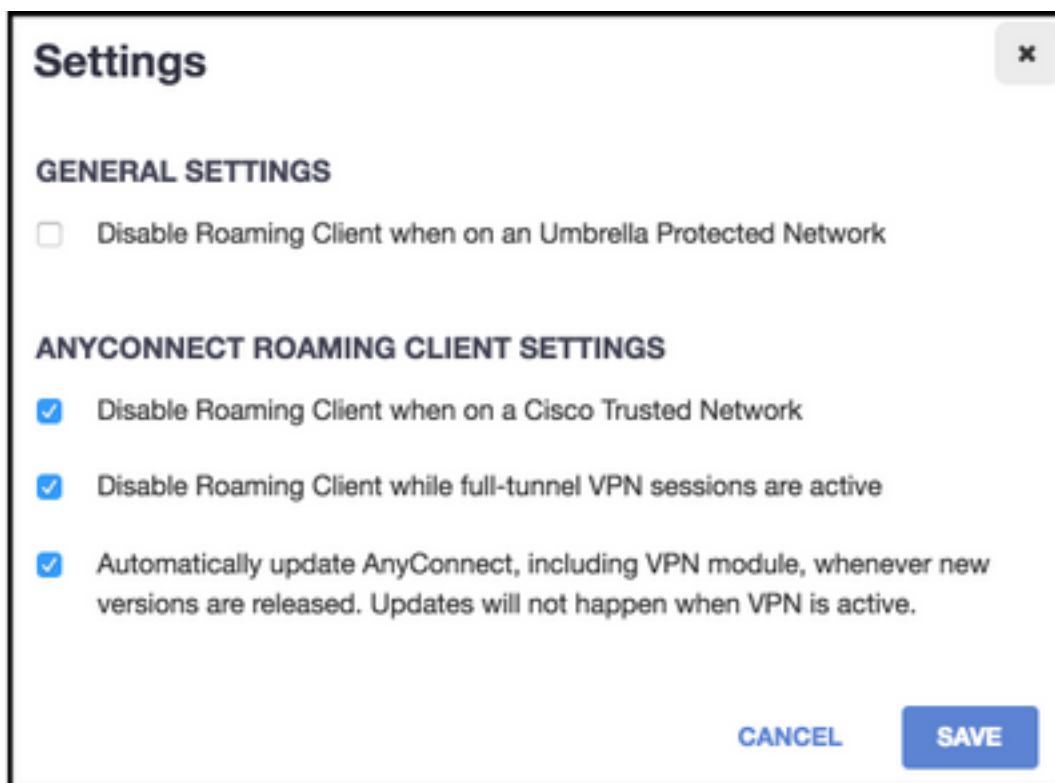 Settings
GENERAL SETTINGS
Disable Roaming Client when on an Umbrella Protected Network
ANYCONNECT ROAMING CLIENT SETTINGS
Disable Roaming Client when on a Cisco Trusted Network
Disable Roaming Client while full-tunnel VPN sessions are active
Automatically update AnyConnect, including VPN module, whenever new
versions are released. Updates will not happen when VPN is active.
CANCEL
SAVE